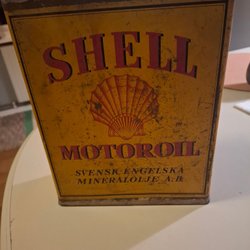 SHELL
MOTOROIL
SVENSK-ENGELSKA
MINERALOLJE A.B